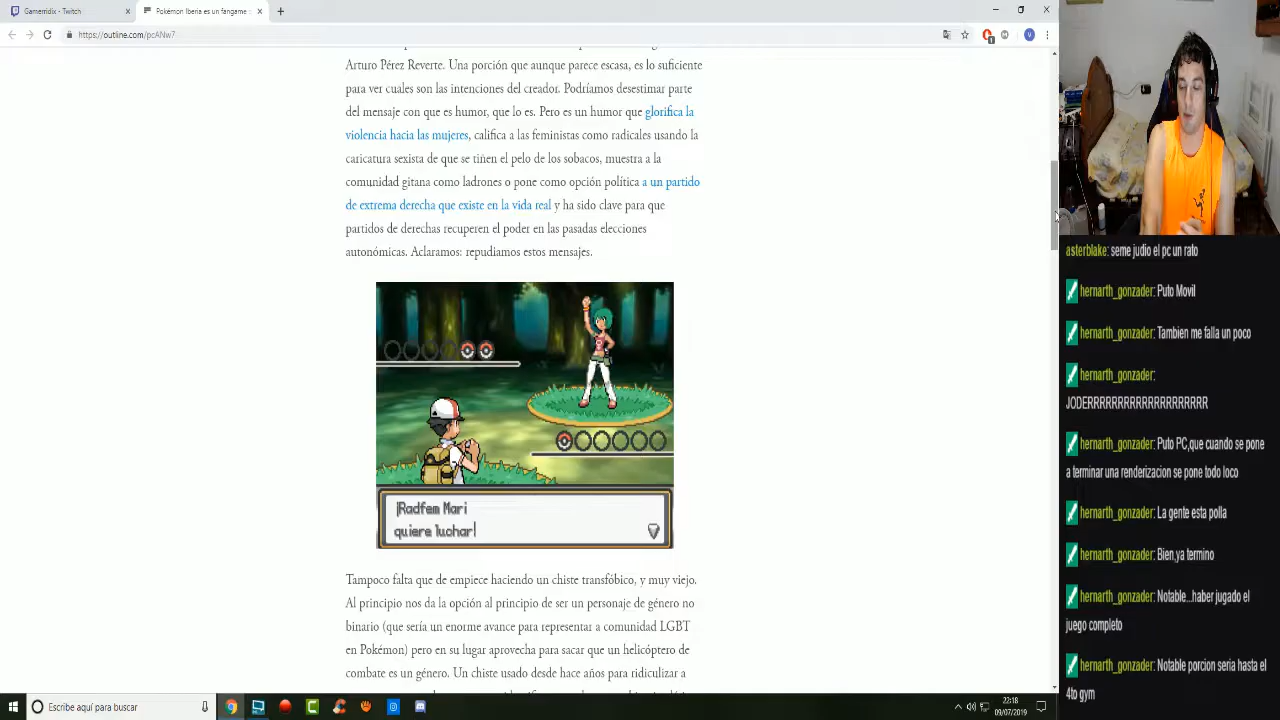 Gamerridix - Twitch
Pokémon Iberia es un fangame
https://outline.com/pcANw7
Arturo Pérez Reverte. Una porción que aunque parece escasa, es lo suficiente
para ver cuales son las intenciones del creador. Podríamos desestimar parte
del mensaje con que es humor, que lo es. Pero es un humor que glorifica la
violencia hacia las mujeres, califica a las feministas como radicales usando la
caricatura sexista de que se tiñen el pelo de los sobacos, muestra a la
comunidad gitana como ladrones o pone como opción política a un partido
de extrema derecha que existe en la vida real y ha sido clave para que
partidos de derechas recuperen el poder en las pasadas elecciones
autonómicas. Aclaramos: repudiamos estos mensajes.
¡Radfem Mari
quiere luchar!
Tampoco falta que de empiece haciendo un chiste transfóbico, y muy viejo.
Al principio nos da la opción al principio de ser un personaje de género no
binario (que sería un enorme avance para representar a comunidad LGBT
en Pokémon) pero en su lugar aprovecha para sacar que un helicóptero de
combate es un género. Un chiste usado desde hace años para ridiculizar a
asterblake: seme judio el pc un rato
hernarth_gonzader: Puto Movil
hernarth_gonzader: Tambien me falla un poco
hernarth_gonzader:
JODERRRRRRRRRRRRRRRRRRRR
hernarth_gonzader: Puto PC,que cuando se pone
a terminar una renderizacion se pone todo loco
hernarth_gonzader: La gente esta polla
hernarth_gonzader: Bien,ya termino
hernarth_gonzader: Notable...haber jugado el
juego completo
hernarth_gonzader: Notable porcion seria hasta el
4to gym
Escribe aquí para buscar
22:18
09/07/2019